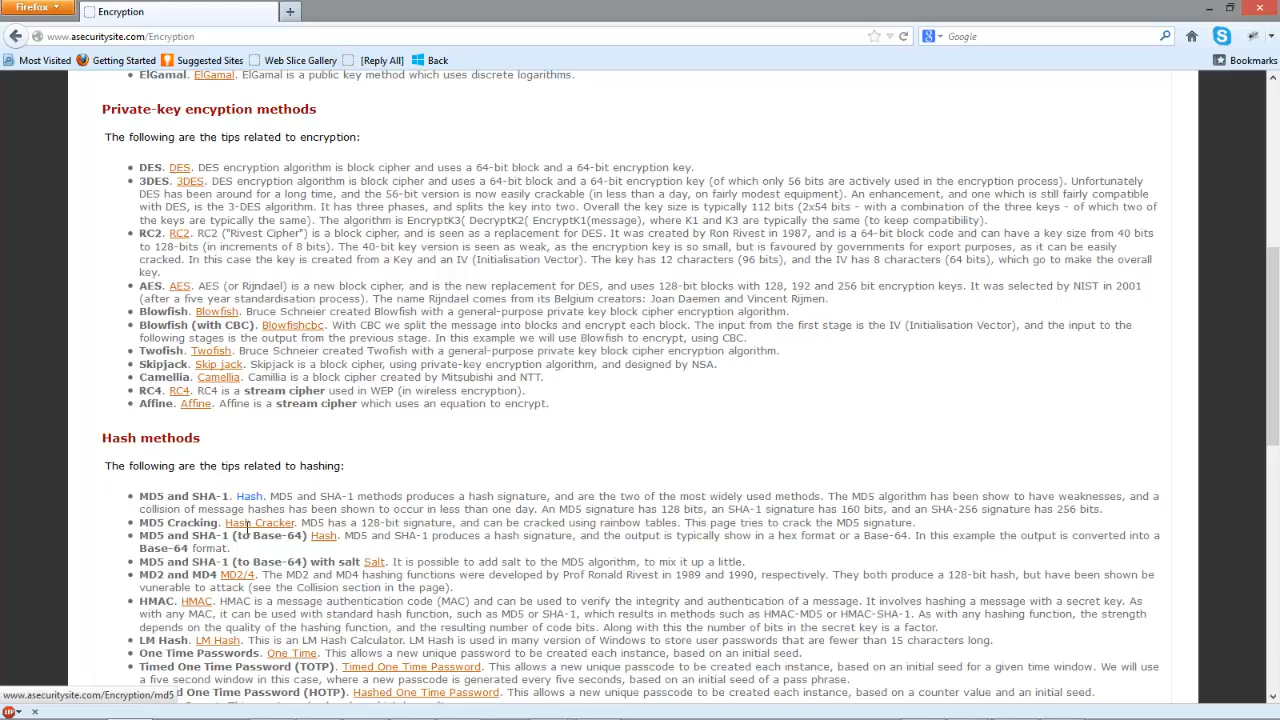 Firefox
Encryption
www.asecuritysite.com/Encryption
Google
Most Visited
Getting Started
Suggested Sites
Web Slice Gallery
[Reply All]
Back
Bookmarks
ElGamal. ElGamal. ElGamal is a public key method which uses discrete logarithms.
Private-key encyption methods
The following are the tips related to encryption:
DES. DES. DES encryption algorithm is block cipher and uses a 64-bit block and a 64-bit encryption key.
3DES. 3DES. DES encryption algorithm is block cipher and uses a 64-bit block and a 64-bit encryption key (of which only 56 bits are actively used in the encryption process). Unfortunately
DES has been around for a long time, and the 56-bit version is now easily crackable (in less than a day, on fairly modest equipment). An enhancement, and one which is still fairly compatible
with DES, is the 3-DES algorithm. It has three phases, and splits the key into two. Overall the key size is typically 112 bits (2x54 bits - with a combination of the three keys - of which two of
the keys are typically the same). The algorithm is EncryptK3( DecryptK2( EncryptK1(message), where K1 and K3 are typically the same (to keep compatibility).
RC2. RC2. RC2 ("Rivest Cipher") is a block cipher, and is seen as a replacement for DES. It was created by Ron Rivest in 1987, and is a 64-bit block code and can have a key size from 40 bits
to 128-bits (in increments of 8 bits). The 40-bit key version is seen as weak, as the encryption key is so small, but is favoured by governments for export purposes, as it can be easily
cracked. In this case the key is created from a Key and an IV (Initialisation Vector). The key has 12 characters (96 bits), and the IV has 8 characters (64 bits), which go to make the overall
key.
AES. AES. AES (or Rijndael) is a new block cipher, and is the new replacement for DES, and uses 128-bit blocks with 128, 192 and 256 bit encryption keys. It was selected by NIST in 2001
(after a five year standardisation process). The name Rijndael comes from its Belgium creators: Joan Daemen and Vincent Rijmen.
Blowfish. Blowfish. Bruce Schneier created Blowfish with a general-purpose private key block cipher encryption algorithm.
Blowfish (with CBC). Blowfishcbc. With CBC we split the message into blocks and encrypt each block. The input from the first stage is the IV (Initialisation Vector), and the input to the
following stages is the output from the previous stage. In this example we will use Blowfish to encrypt, using CBC.
Twofish. Twofish. Bruce Schneier created Twofish with a general-purpose private key block cipher encryption algorithm.
Skipjack. Skip jack. Skipjack is a block cipher, using private-key encryption algorithm, and designed by NSA.
Camellia. Camellia. Camillia is a block cipher created by Mitsubishi and NTT.
RC4. RC4. RC4 is a stream cipher used in WEP (in wireless encryption).
Affine. Affine. Affine is a stream cipher which uses an equation to encrypt.
Hash methods
The following are the tips related to hashing:
MD5 and SHA-1. Hash. MD5 and SHA-1 methods produces a hash signature, and are the two of the most widely used methods. The MD5 algorithm has been show to have weaknesses, and a
collision of message hashes has been shown to occur in less than one day. An MD5 signature has 128 bits, an SHA-1 signature has 160 bits, and an SHA-256 signature has 256 bits.
MD5 Cracking. Hash Cracker. MD5 has a 128-bit signature, and can be cracked using rainbow tables. This page tries to crack the MD5 signature.
MD5 and SHA-1 (to Base-64) Hash. MD5 and SHA-1 produces a hash signature, and the output is typically show in a hex format or a Base-64. In this example the output is converted into a
Base-64 format.
MD5 and SHA-1 (to Base-64) with salt Salt. It is possible to add salt to the MD5 algorithm, to mix it up a little.
MD2 and MD4 MD2/4. The MD2 and MD4 hashing functions were developed by Prof Ronald Rivest in 1989 and 1990, respectively. They both produce a 128-bit hash, but have been shown be
vunerable to attack (see the Collision section in the page).
HMAC. HMAC. HMAC is a message authentication code (MAC) and can be used to verify the integrity and authentication of a message. It involves hashing a message with a secret key. As
with any MAC, it can be used with standard hash function, such as MD5 or SHA-1, which results in methods such as HMAC-MD5 or HMAC-SHA-1. As with any hashing function, the strength
depends on the quality of the hashing function, and the resulting number of code bits. Along with this the number of bits in the secret key is a factor.
LM Hash. LM Hash. This is an LM Hash Calculator. LM Hash is used in many version of Windows to store user passwords that are fewer than 15 characters long.
One Time Passwords. One Time. This allows a new unique password to be created each instance, based on an initial seed.
Timed One Time Password (TOTP). Timed One Time Password. This allows a new unique passcode to be created each instance, based on an initial seed for a given time window. We will use
a five second window in this case, where a new passcode is generated every five seconds, based on an initial seed of a pass phrase.
d One Time Password (HOTP). Hashed One Time Password. This allows a new unique passcode to be created each instance, based on a counter value and an initial seed.
www.asecuritysite.com/Encryption/md5